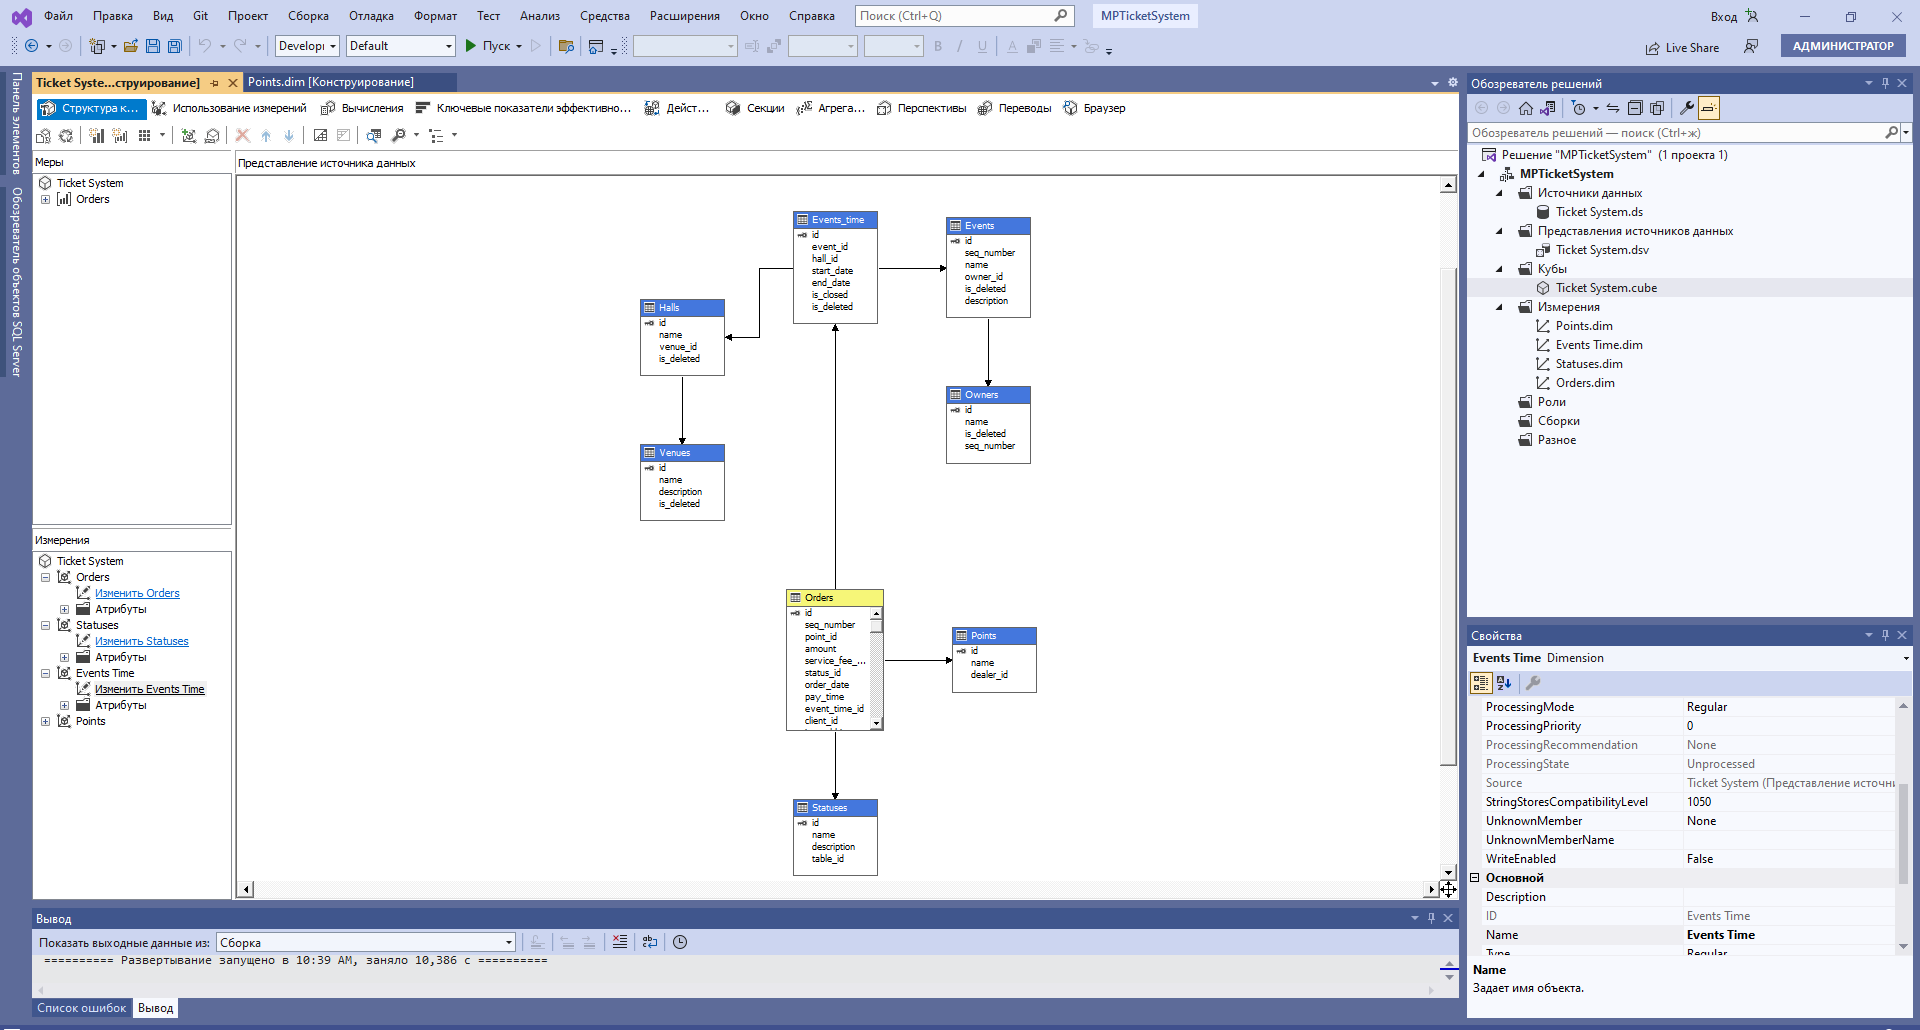 Файл Правка Вид Git Проект Сборка Отладка Формат Тест Анализ Средства Расширения Окно Справка Поиск (Ctrl+Q) MPTicketSystem Вход
Develop Default Пуск Live Share АДМИНИСТРАТОР
Панель элементов
Обозреватель объектов SQL Server
Ticket Syste...струирование] Points.dim [Конструирование]
Структура к... Использование измерений Вычисления Ключевые показатели эффективно... Дейст... Секции Агрега... Перспективы Переводы Браузер
Меры
Ticket System
Orders
Измерения
Ticket System
Orders
Изменить Orders
Атрибуты
Statuses
Изменить Statuses
Атрибуты
Events Time
Изменить Events Time
Атрибуты
Points
Представление источника данных
Events_time
id
event_id
hall_id
start_date
end_date
is_closed
is_deleted
Events
id
seq_number
name
owner_id
is_deleted
description
Halls
id
name
venue_id
is_deleted
Owners
id
name
is_deleted
seq_number
Venues
id
name
description
is_deleted
Orders
id
seq_number
point_id
amount
service_fee_...
status_id
order_date
pay_time
event_time_id
client_id
Points
id
name
dealer_id
Statuses
id
name
description
table_id
Вывод
Показать выходные данные из: Сборка
========== Развертывание запущено в 10:39 AM, заняло 10,386 с ==========
Список ошибок Вывод
Обозреватель решений
Обозреватель решений — поиск (Ctrl+ж)
Решение "MPTicketSystem" (1 проекта 1)
MPTicketSystem
Источники данных
Ticket System.ds
Представления источников данных
Ticket System.dsv
Кубы
Ticket System.cube
Измерения
Points.dim
Events Time.dim
Statuses.dim
Orders.dim
Роли
Сборки
Разное
Свойства
Events Time Dimension
ProcessingMode Regular
ProcessingPriority 0
ProcessingRecommendation None
ProcessingState Unprocessed
Source Ticket System (Представление источн
StringStoresCompatibilityLevel 1050
UnknownMember None
UnknownMemberName
WriteEnabled False
Основной
Description
ID Events Time
Name Events Time
Type Regular
Name
Задает имя объекта.